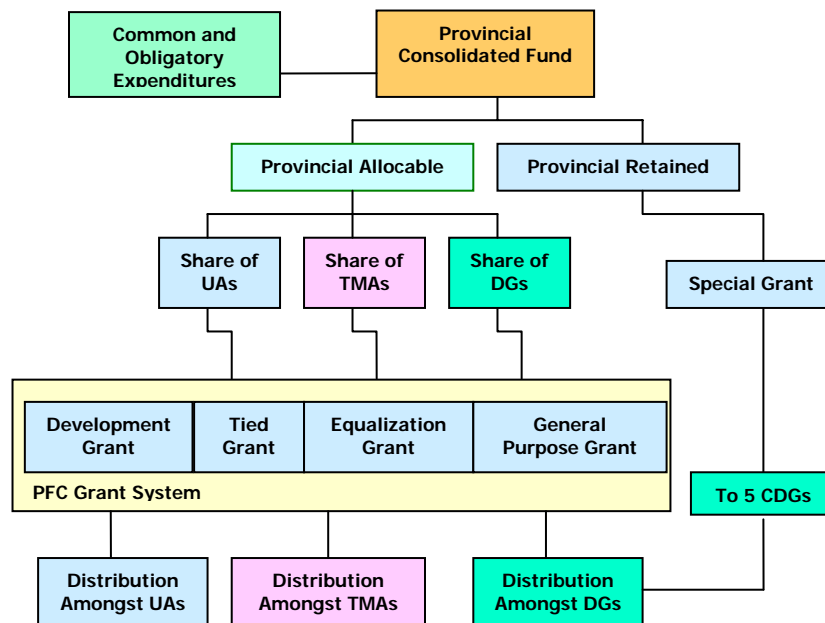 Common and
Obligatory
Expenditures
Provincial
Consolidated Fund
Provincial Allocable
Provincial Retained
Share of
UAs
Share of
TMAs
Share of
DGs
Special Grant
Development
Grant
Tied
Grant
Equalization
Grant
General
Purpose Grant
PFC Grant System
To 5 CDGs
Distribution
Amongst UAs
Distribution
Amongst TMAs
Distribution
Amongst DGs